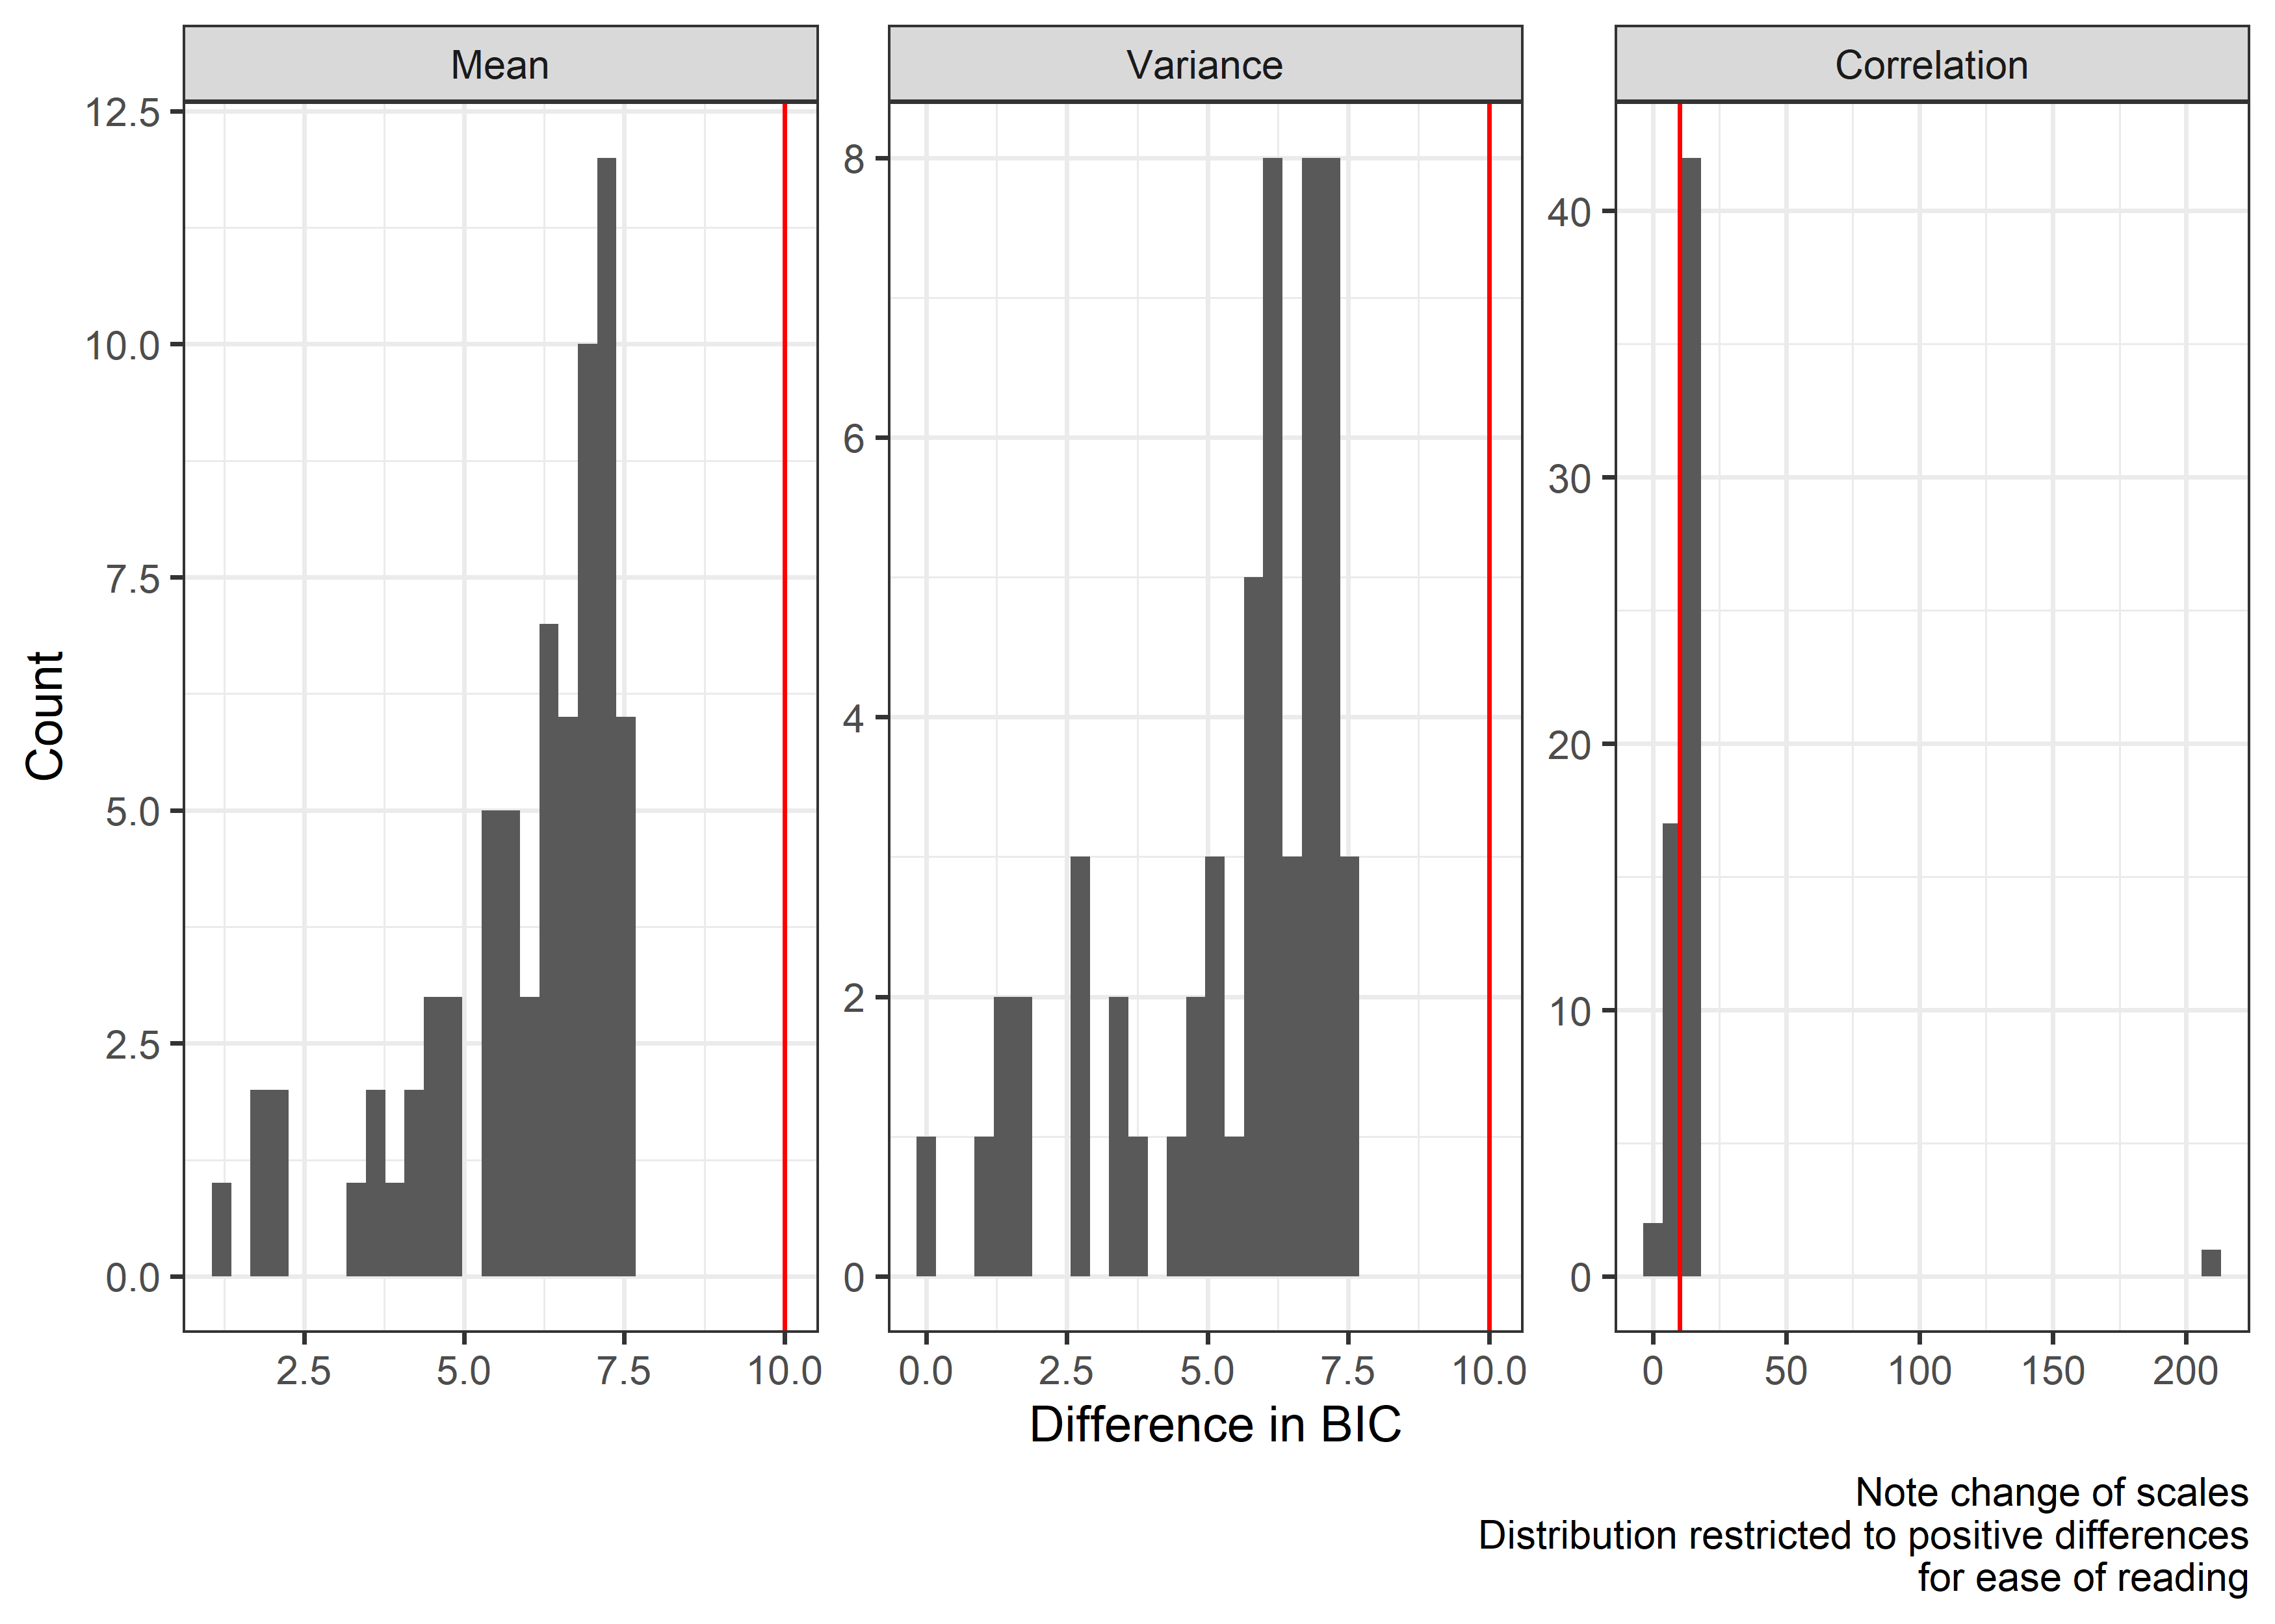 Mean
Variance
Correlation
Count
12.5
10.0
7.5
5.0
2.5
0.0
8
6
4
2
0
40
30
20
10
0
2.5 5.0 7.5 10.0
0.0 2.5 5.0 7.5 10.0
0 50 100 150 200
Difference in BIC
Note change of scales
Distribution restricted to positive differences
for ease of reading